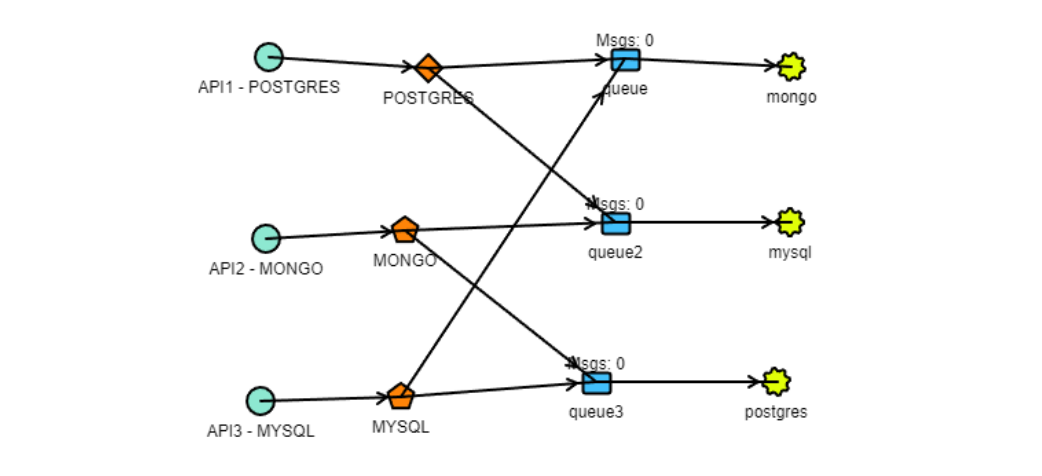 Msgs: 0
API1 - POSTGRES
POSTGRES
queue
mongo
Msgs: 0
API2 - MONGO
MONGO
queue2
mysql
Msgs: 0
API3 - MYSQL
MYSQL
queue3
postgres